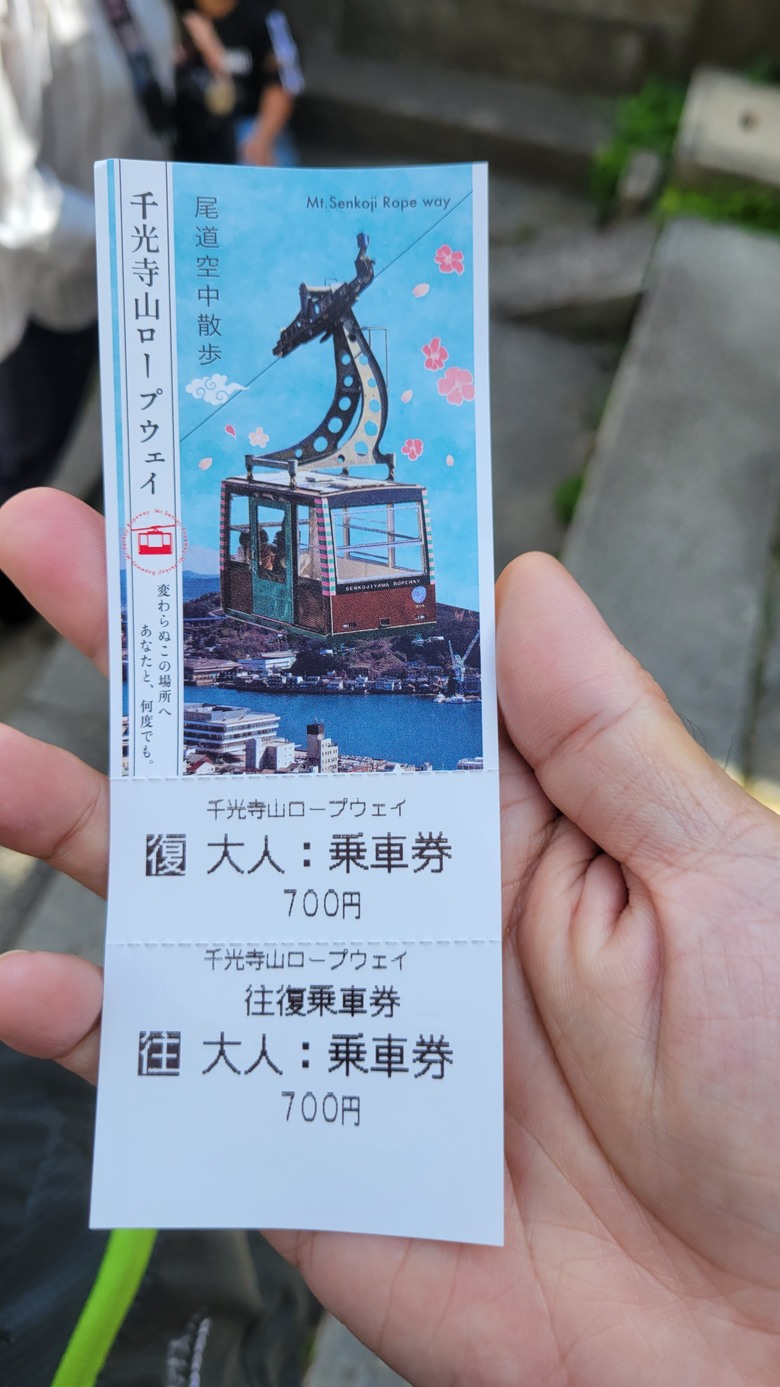 千光寺山ロープウェイ
尾道空中散歩
Mt.Senkoji Rope way
変わらぬこの場所へ
あなたと、何度でも。
SENKOJIYAMA ROPEWAY
千光寺山ロープウェイ
復 大人：乗車券
700円
千光寺山ロープウェイ
往復乗車券
往 大人：乗車券
700円